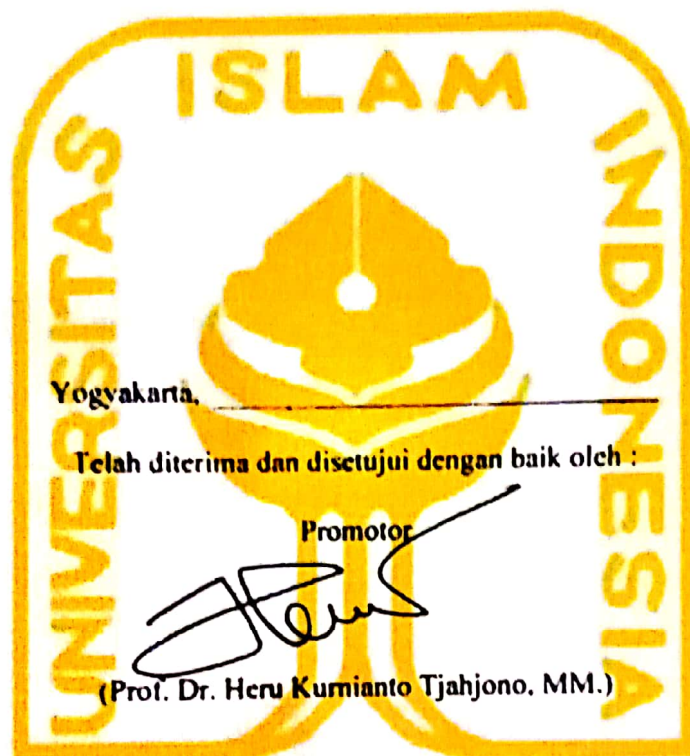 UNIVERSITAS ISLAM INDONESIA
Yogyakarta,
Telah diterima dan disetujui dengan baik oleh :
Promotor
(Prof. Dr. Heru Kurnianto Tjahjono, MM.)